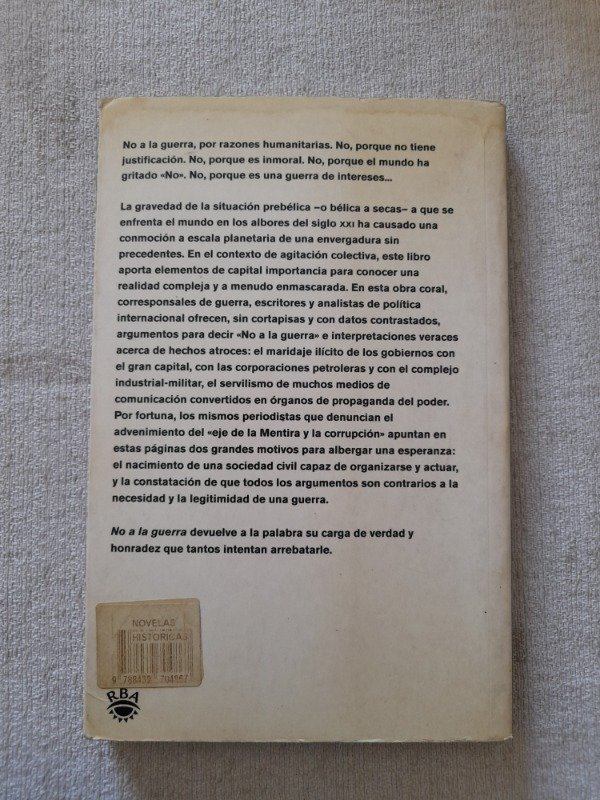 No a la guerra, por razones humanitarias. No, porque no tiene
justificación. No, porque es inmoral. No, porque el mundo ha
gritado «No». No, porque es una guerra de intereses...
La gravedad de la situación prebélica –o bélica a secas– a que se
enfrenta el mundo en los albores del siglo XXI ha causado una
conmoción a escala planetaria de una envergadura sin
precedentes. En el contexto de agitación colectiva, este libro
aporta elementos de capital importancia para conocer una
realidad compleja y a menudo enmascarada. En esta obra coral,
corresponsales de guerra, escritores y analistas de política
internacional ofrecen, sin cortapisas y con datos contrastados,
argumentos para decir «No a la guerra» e interpretaciones veraces
acerca de hechos atroces: el maridaje ilícito de los gobiernos con
el gran capital, con las corporaciones petroleras y con el complejo
industrial-militar, el servilismo de muchos medios de
comunicación convertidos en órganos de propaganda del poder.
Por fortuna, los mismos periodistas que denuncian el
advenimiento del «eje de la Mentira y la corrupción» apuntan en
estas páginas dos grandes motivos para albergar una esperanza:
el nacimiento de una sociedad civil capaz de organizarse y actuar,
y la constatación de que todos los argumentos son contrarios a la
necesidad y la legitimidad de una guerra.
No a la guerra devuelve a la palabra su carga de verdad y
honradez que tantos intentan arrebatarle.
NOVELAS
HISTORICAS
RBA